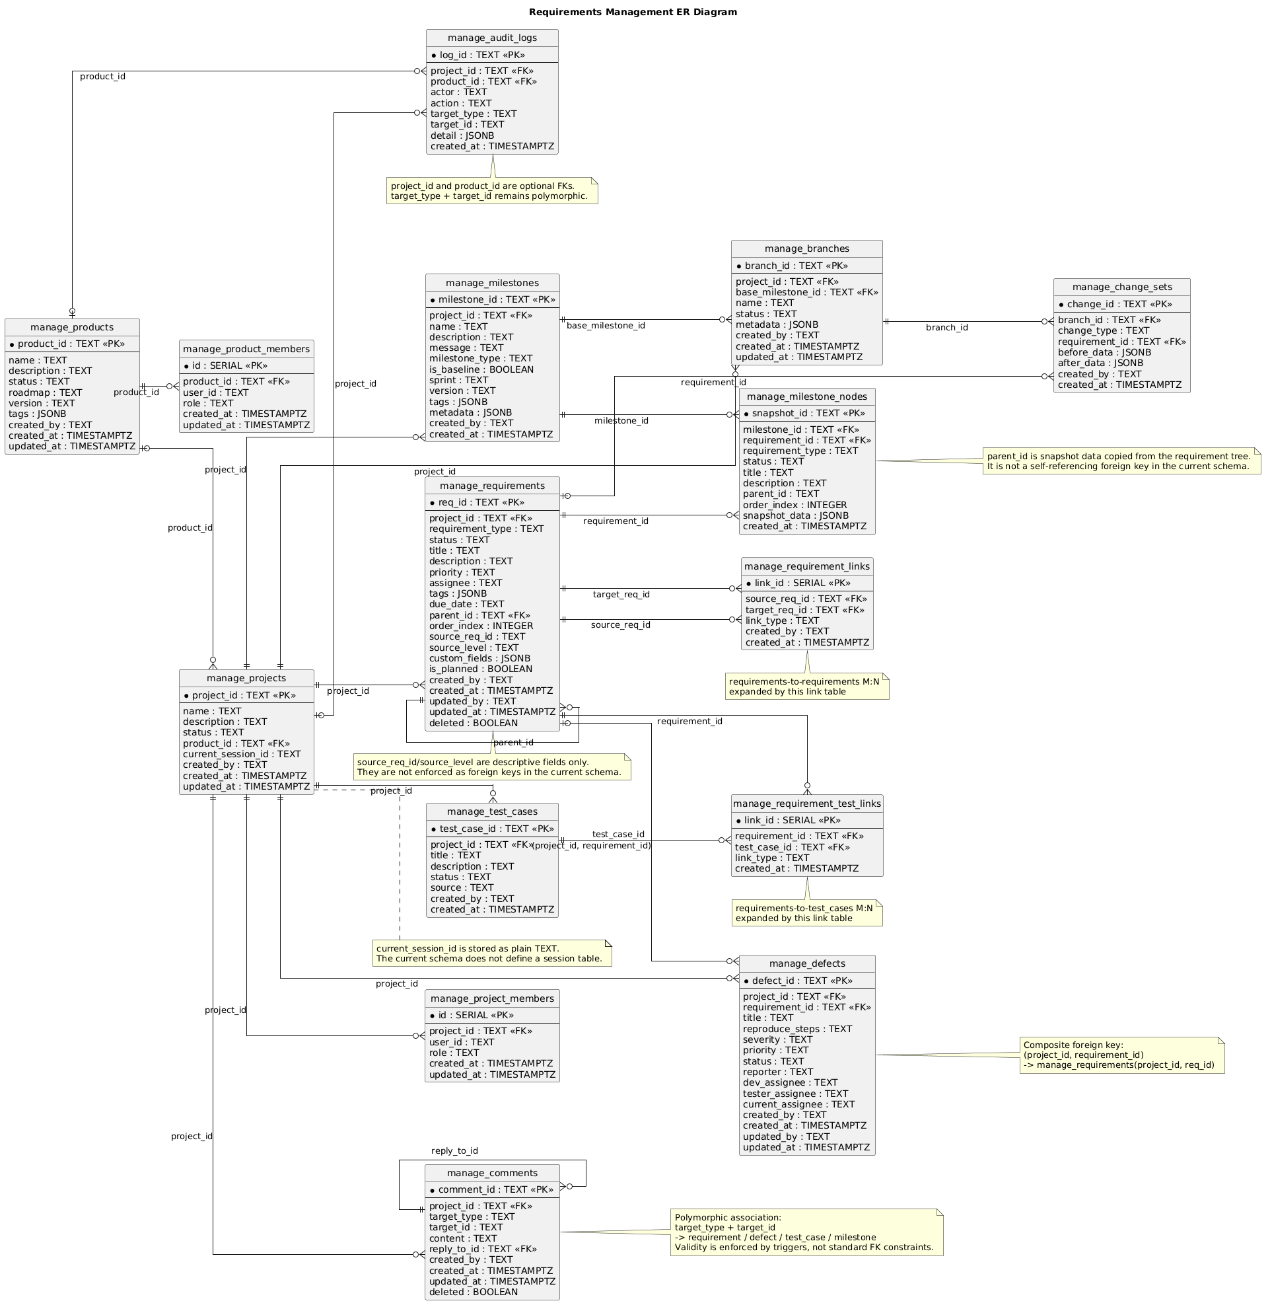 Requirements Management ER Diagram
manage_audit_logs
log_id : TEXT «PK»
project_id : TEXT «FK»
product_id : TEXT «FK»
actor : TEXT
action : TEXT
target_type : TEXT
target_id : TEXT
detail : JSONB
created_at : TIMESTAMPTZ
product_id
project_id and product_id are optional FKs.
target_type + target_id remains polymorphic.
manage_branches
branch_id : TEXT «PK»
project_id : TEXT «FK»
base_milestone_id : TEXT «FK»
name : TEXT
status : TEXT
metadata : JSONB
created_by : TEXT
created_at : TIMESTAMPTZ
updated_at : TIMESTAMPTZ
manage_milestones
milestone_id : TEXT «PK»
project_id : TEXT «FK»
name : TEXT
description : TEXT
message : TEXT
milestone_type : TEXT
is_baseline : BOOLEAN
sprint : TEXT
version : TEXT
tags : JSONB
metadata : JSONB
created_by : TEXT
created_at : TIMESTAMPTZ
base_milestone_id
branch_id
manage_change_sets
change_id : TEXT «PK»
branch_id : TEXT «FK»
change_type : TEXT
requirement_id : TEXT «FK»
before_data : JSONB
after_data : JSONB
created_by : TEXT
created_at : TIMESTAMPTZ
manage_products
product_id : TEXT «PK»
name : TEXT
description : TEXT
status : TEXT
roadmap : TEXT
version : TEXT
tags : JSONB
created_by : TEXT
created_at : TIMESTAMPTZ
updated_at : TIMESTAMPTZ
product_id
manage_product_members
id : SERIAL «PK»
product_id : TEXT «FK»
user_id : TEXT
role : TEXT
created_at : TIMESTAMPTZ
updated_at : TIMESTAMPTZ
project_id
requirement_id
milestone_id
manage_milestone_nodes
snapshot_id : TEXT «PK»
milestone_id : TEXT «FK»
requirement_id : TEXT «FK»
requirement_type : TEXT
status : TEXT
title : TEXT
description : TEXT
parent_id : TEXT
order_index : INTEGER
snapshot_data : JSONB
created_at : TIMESTAMPTZ
parent_id is snapshot data copied from the requirement tree.
It is not a self-referencing foreign key in the current schema.
project_id
project_id
product_id
manage_requirements
req_id : TEXT «PK»
project_id : TEXT «FK»
requirement_type : TEXT
status : TEXT
title : TEXT
description : TEXT
priority : TEXT
assignee : TEXT
tags : JSONB
due_date : TEXT
parent_id : TEXT «FK»
order_index : INTEGER
source_req_id : TEXT
source_level : TEXT
custom_fields : JSONB
is_planned : BOOLEAN
created_by : TEXT
created_at : TIMESTAMPTZ
updated_by : TEXT
updated_at : TIMESTAMPTZ
deleted : BOOLEAN
requirement_id
target_req_id
source_req_id
manage_requirement_links
link_id : SERIAL «PK»
source_req_id : TEXT «FK»
target_req_id : TEXT «FK»
link_type : TEXT
created_by : TEXT
created_at : TIMESTAMPTZ
requirements-to-requirements M:N
expanded by this link table
manage_projects
project_id : TEXT «PK»
name : TEXT
description : TEXT
status : TEXT
product_id : TEXT «FK»
current_session_id : TEXT
created_by : TEXT
created_at : TIMESTAMPTZ
updated_at : TIMESTAMPTZ
project_id
requirement_id
parent_id
source_req_id/source_level are descriptive fields only.
They are not enforced as foreign keys in the current schema.
project_id
manage_test_cases
test_case_id : TEXT «PK»
project_id : TEXT «FK»
title : TEXT
description : TEXT
status : TEXT
source : TEXT
created_by : TEXT
created_at : TIMESTAMPTZ
test_case_id
(project_id, requirement_id)
manage_requirement_test_links
link_id : SERIAL «PK»
requirement_id : TEXT «FK»
test_case_id : TEXT «FK»
link_type : TEXT
created_at : TIMESTAMPTZ
requirements-to-test_cases M:N
expanded by this link table
current_session_id is stored as plain TEXT.
The current schema does not define a session table.
project_id
project_id
manage_project_members
id : SERIAL «PK»
project_id : TEXT «FK»
user_id : TEXT
role : TEXT
created_at : TIMESTAMPTZ
updated_at : TIMESTAMPTZ
manage_defects
defect_id : TEXT «PK»
project_id : TEXT «FK»
requirement_id : TEXT «FK»
title : TEXT
reproduce_steps : TEXT
severity : TEXT
priority : TEXT
status : TEXT
reporter : TEXT
dev_assignee : TEXT
tester_assignee : TEXT
current_assignee : TEXT
created_by : TEXT
created_at : TIMESTAMPTZ
updated_by : TEXT
updated_at : TIMESTAMPTZ
Composite foreign key:
(project_id, requirement_id)
-> manage_requirements(project_id, req_id)
project_id
reply_to_id
manage_comments
comment_id : TEXT «PK»
project_id : TEXT «FK»
target_type : TEXT
target_id : TEXT
content : TEXT
reply_to_id : TEXT «FK»
created_by : TEXT
created_at : TIMESTAMPTZ
updated_at : TIMESTAMPTZ
deleted : BOOLEAN
Polymorphic association:
target_type + target_id
-> requirement / defect / test_case / milestone
Validity is enforced by triggers, not standard FK constraints.